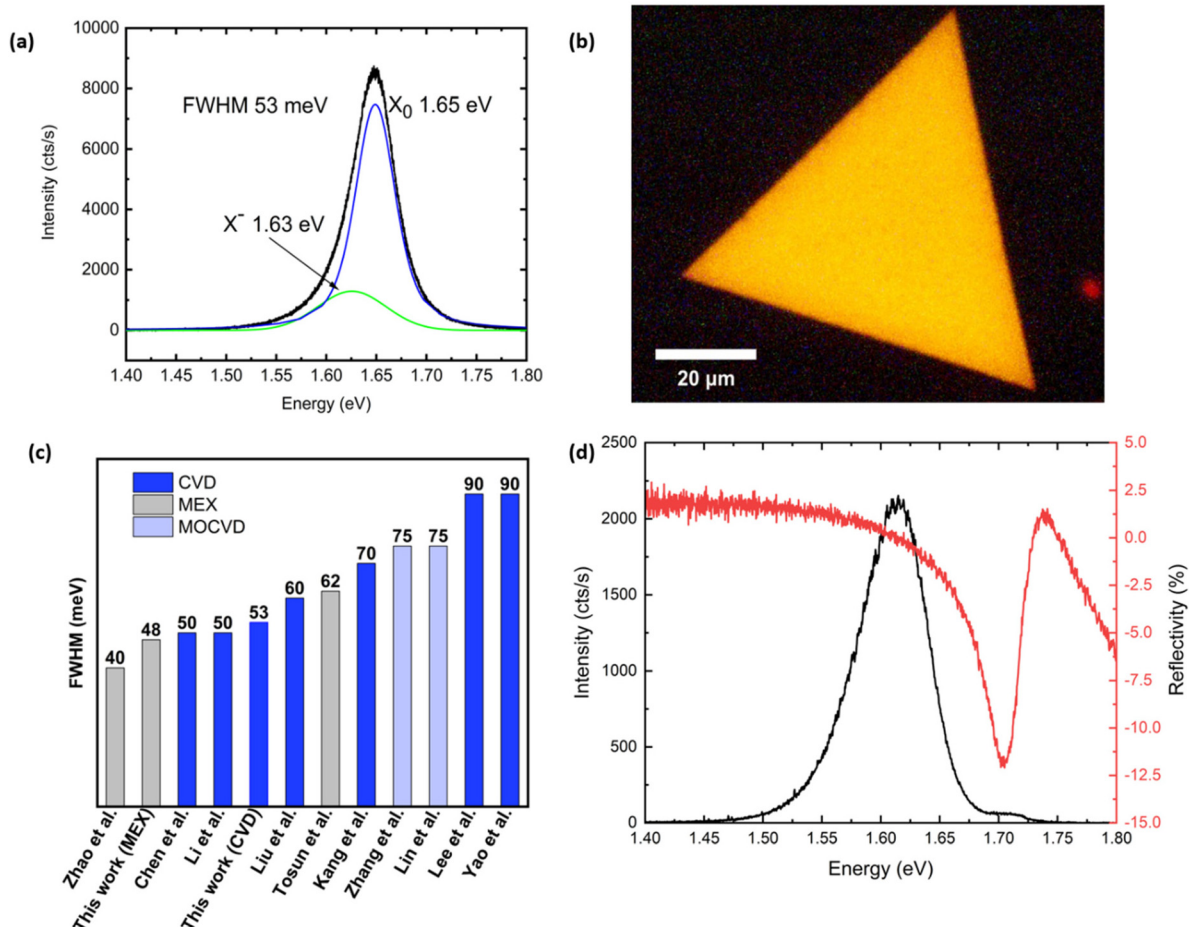 (a)
10000
8000
6000
4000
2000
0
Intensity (cts/s)
FWHM 53 meV
X0 1.65 eV
X- 1.63 eV
1.40 1.45 1.50 1.55 1.60 1.65 1.70 1.75 1.80
Energy (eV)
(b)
20 µm
(c)
CVD
MEX
MOCVD
FWHM (meV)
40 48 50 50 53 60 62 70 75 75 90 90
Zhao et al.
This work (MEX)
Chen et al.
Li et al.
This work (CVD)
Liu et al.
Tosun et al.
Kang et al.
Zhang et al.
Lin et al.
Lee et al.
Yao et al.
(d)
2500
2000
1500
1000
500
0
Intensity (cts/s)
5.0
2.5
0.0
-2.5
-5.0
-7.5
-10.0
-12.5
-15.0
Reflectivity (%)
1.40 1.45 1.50 1.55 1.60 1.65 1.70 1.75 1.80
Energy (eV)